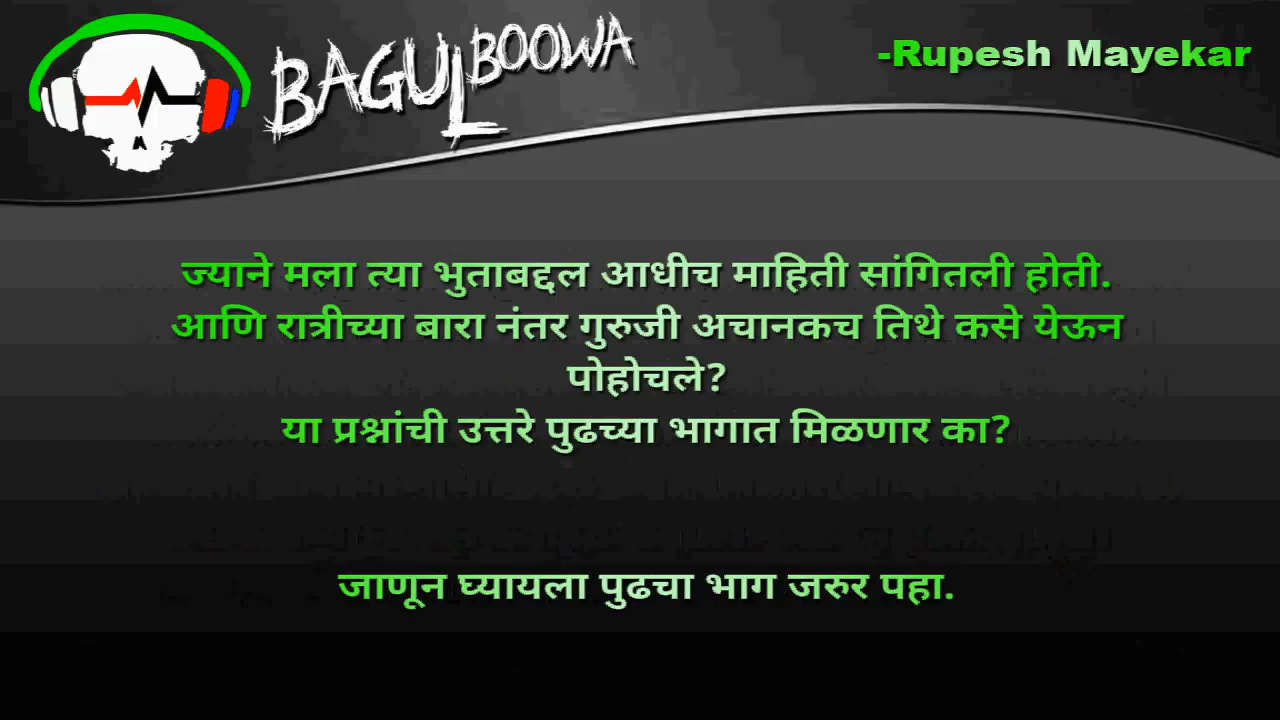 BAGULBOOWA
-Rupesh Mayekar
ज्याने मला त्या भुताबद्दल आधीच माहिती सांगितली होती.
आणि रात्रीच्या बारा नंतर गुरुजी अचानकच तिथे कसे येऊन
पोहोचले?
या प्रश्नांची उत्तरे पुढच्या भागात मिळणार का?
जाणून घ्यायला पुढचा भाग जरुर पहा.